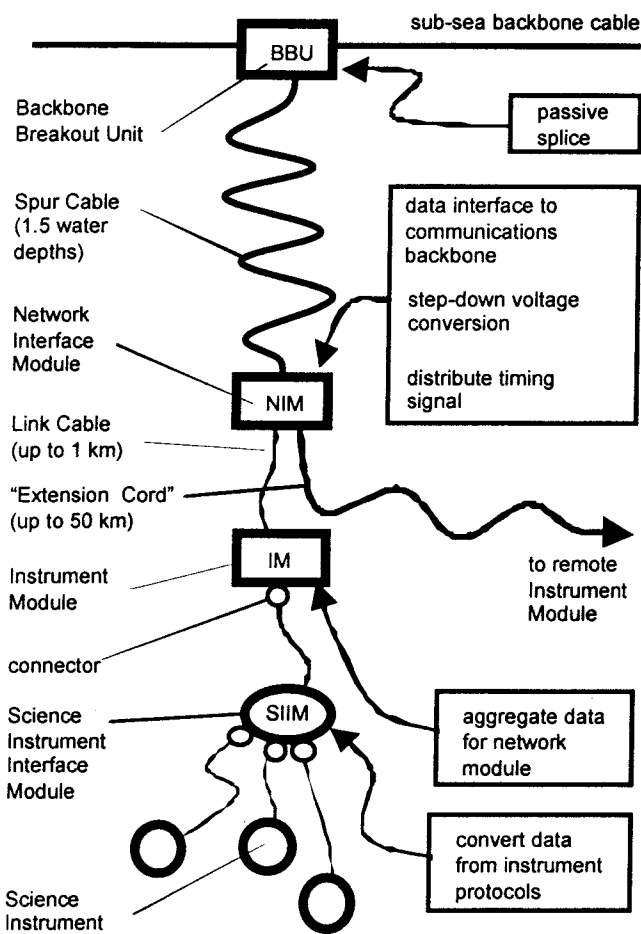 sub-sea backbone cable
BBU
Backbone
Breakout Unit
passive
splice
Spur Cable
(1.5 water
depths)
data interface to
communications
backbone
step-down voltage
conversion
distribute timing
signal
Network
Interface
Module
NIM
Link Cable
(up to 1 km)
“Extension Cord”
(up to 50 km)
IM
to remote
Instrument
Module
Instrument
Module
connector
SIIM
Science
Instrument
Interface
Module
aggregate data
for network
module
convert data
from instrument
protocols
Science
Instrument